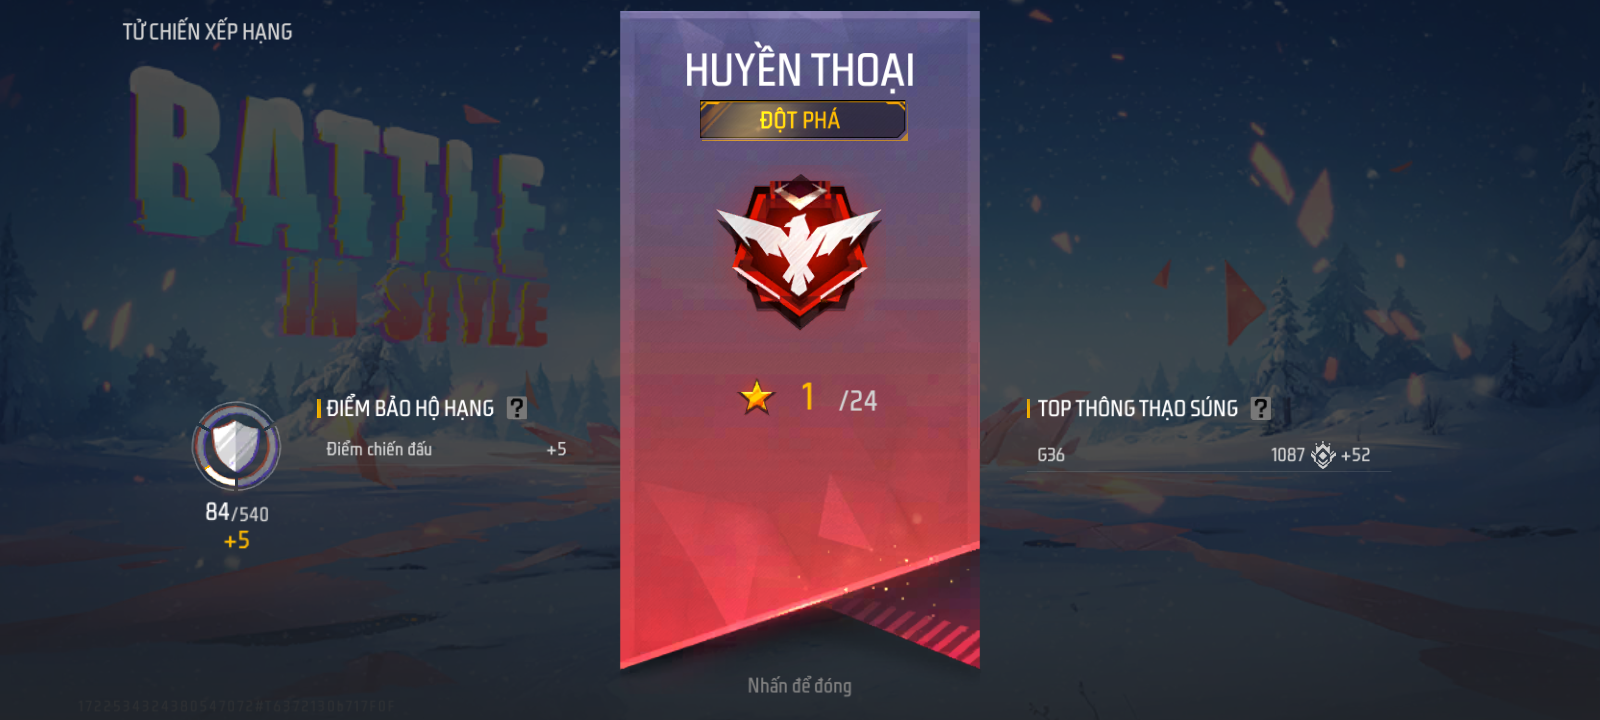 TỬ CHIẾN XẾP HẠNG
BATTLE
IN STYLE
HUYỀN THOẠI
ĐỘT PHÁ
1 /24
ĐIỂM BẢO HỘ HẠNG ?
Điểm chiến đấu +5
84/540
+5
TOP THÔNG THẠO SÚNG ?
G36 1087 +52
Nhấn để đóng